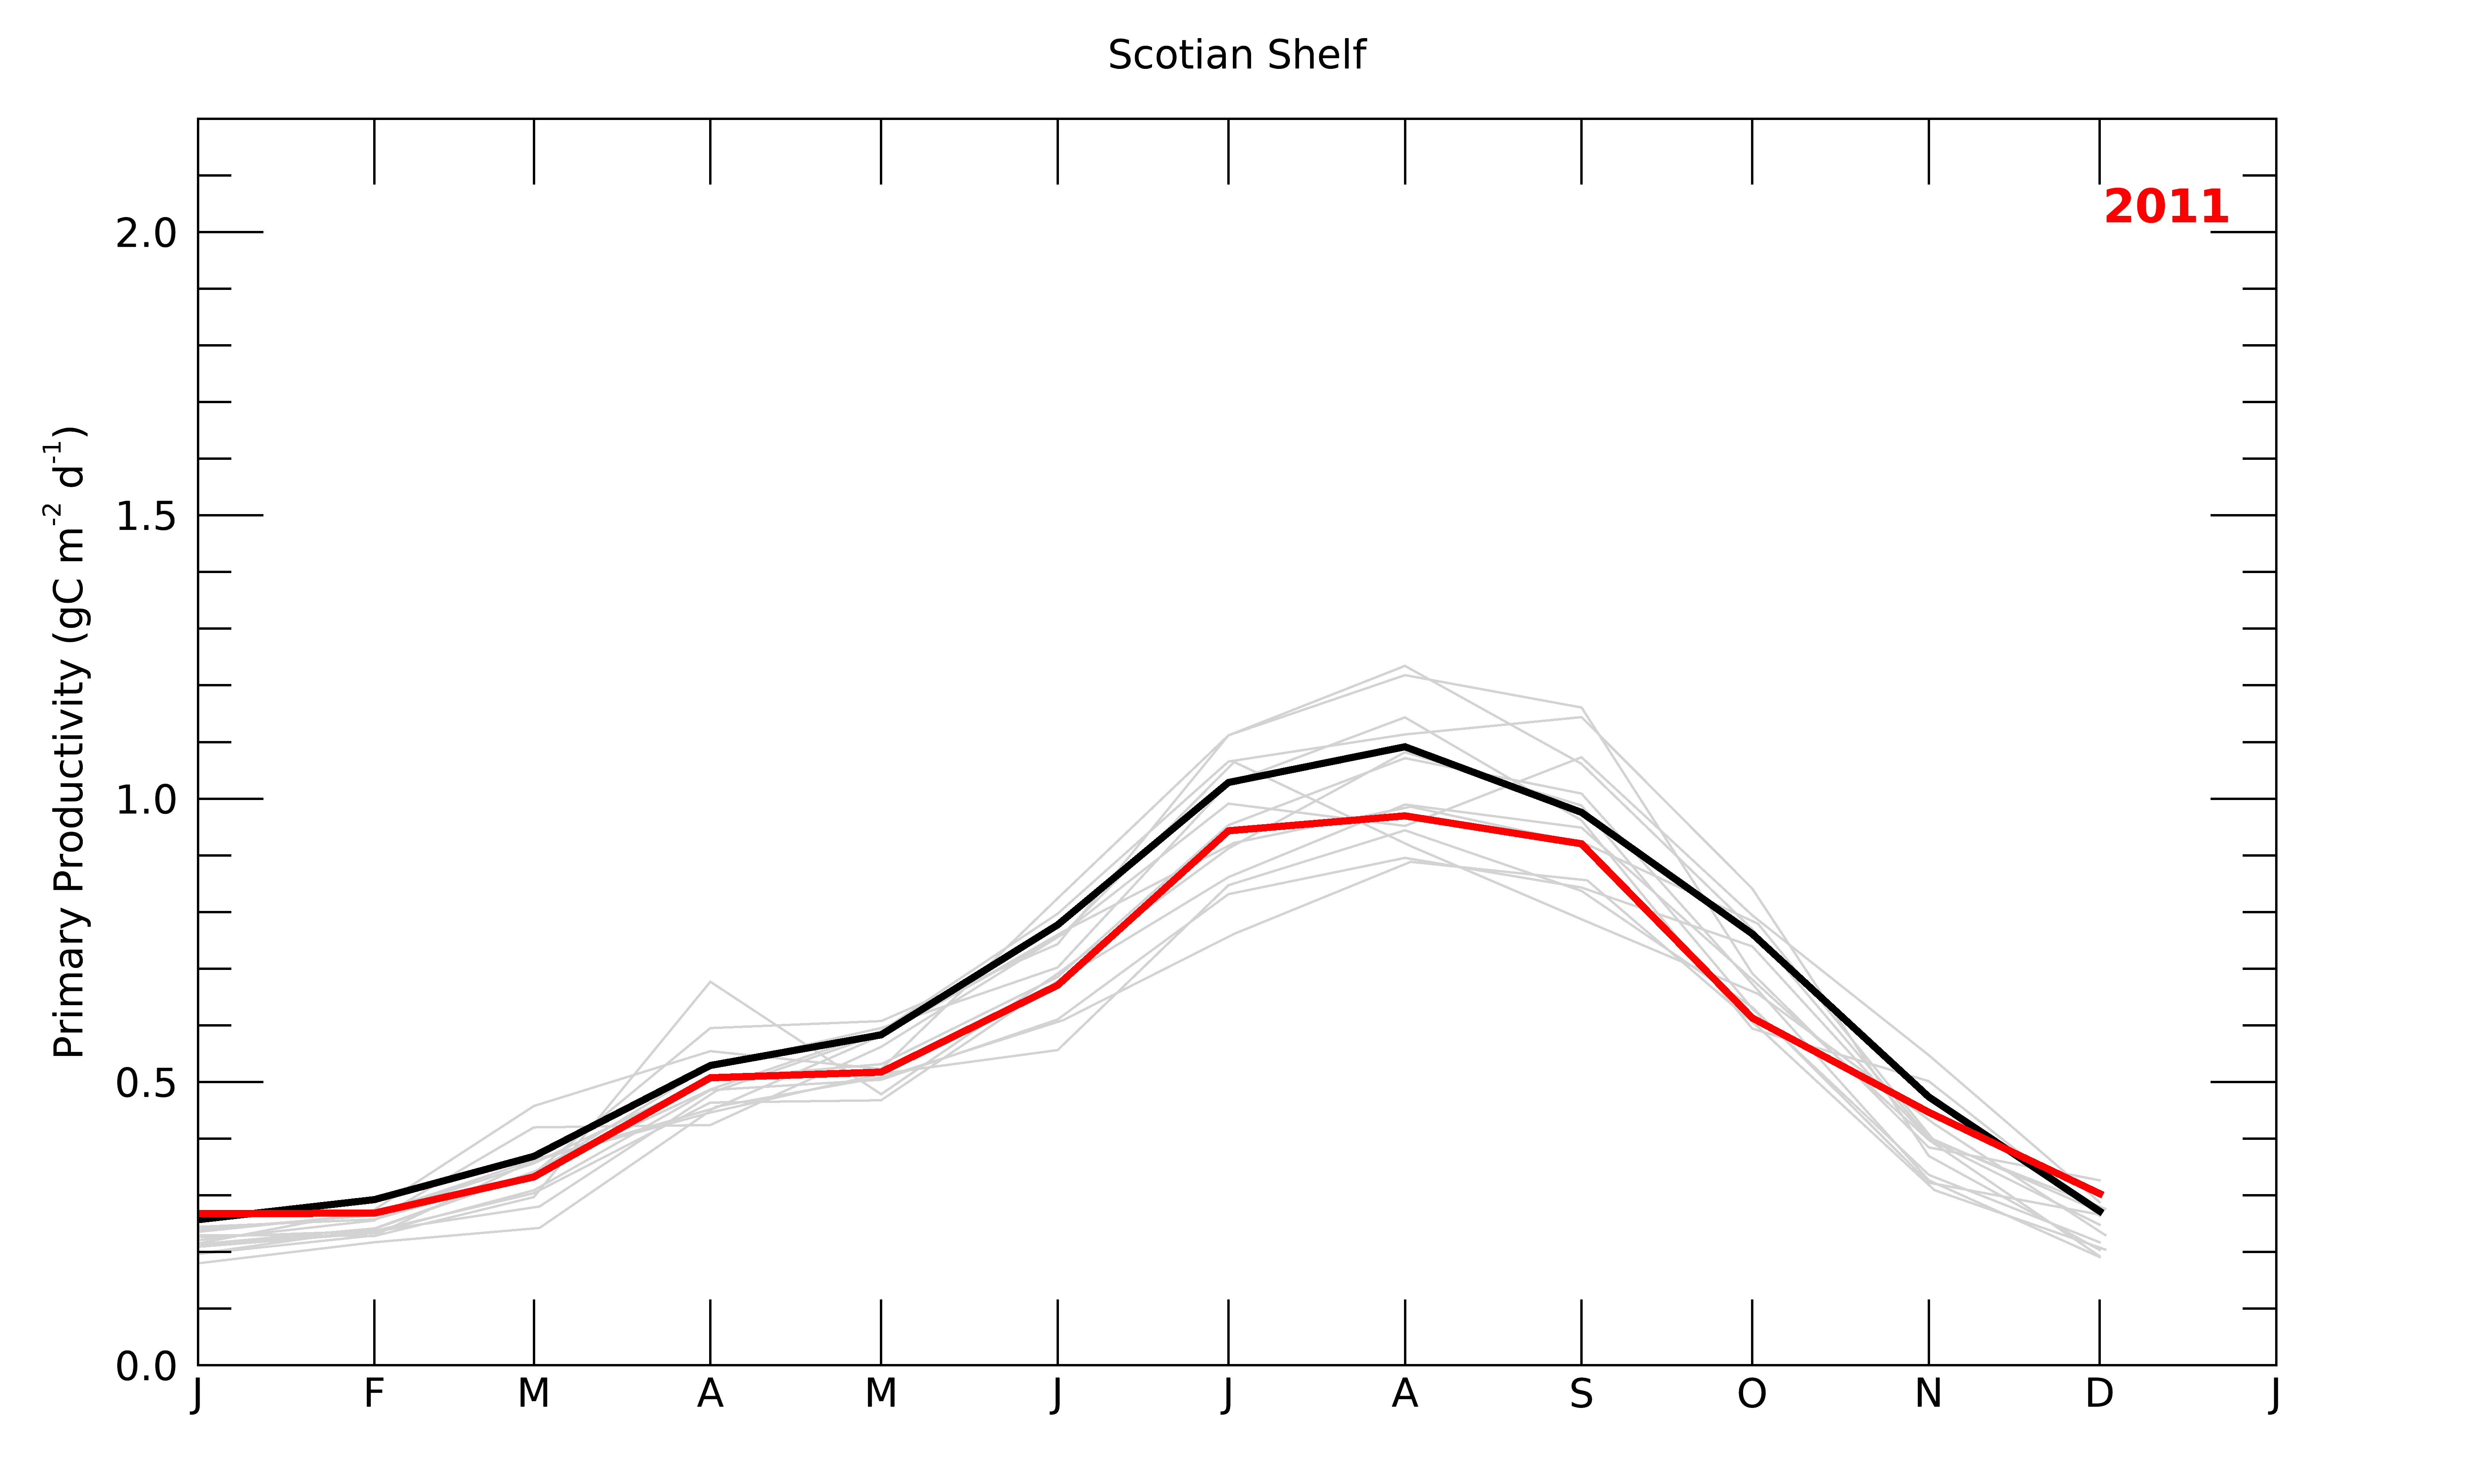 Scotian Shelf
2011
Primary Productivity (gC m⁻² d⁻¹)
2.0
1.5
1.0
0.5
0.0
J F M A M J J A S O N D J